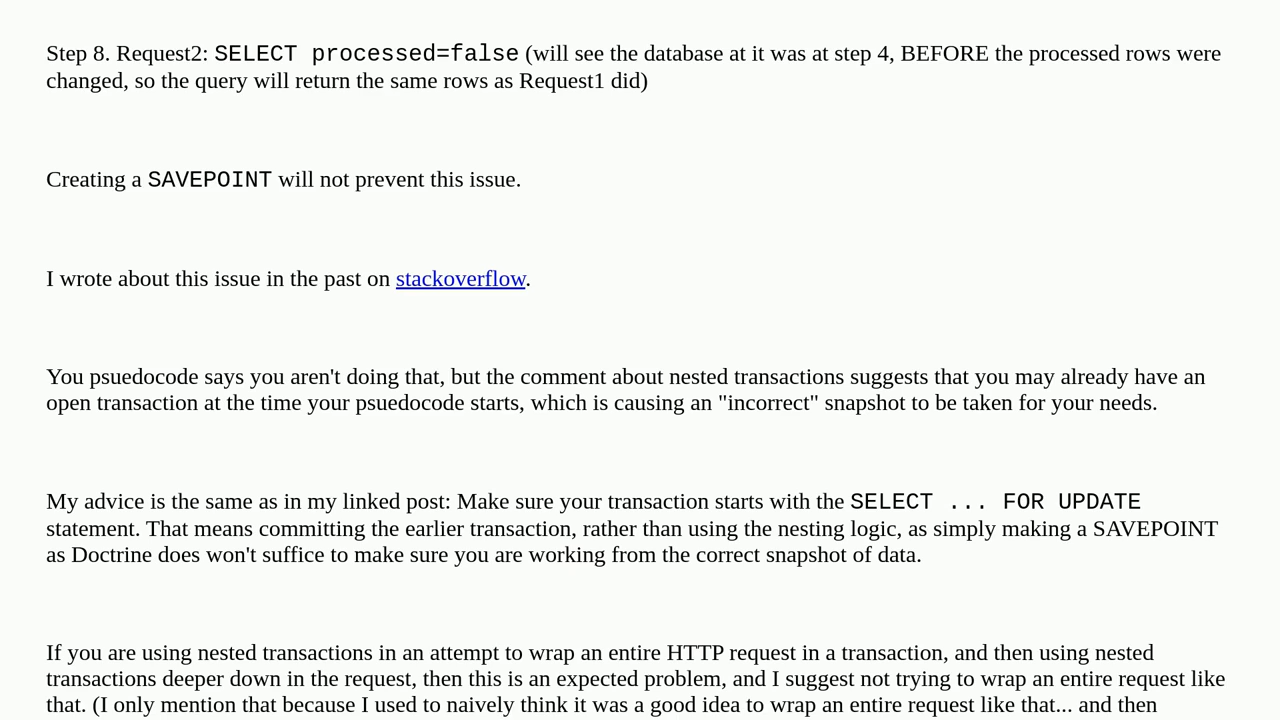 Step 8. Request2: SELECT processed=false (will see the database at it was at step 4, BEFORE the processed rows were
changed, so the query will return the same rows as Request1 did)
Creating a SAVEPOINT will not prevent this issue.
I wrote about this issue in the past on stackoverflow.
You psuedocode says you aren't doing that, but the comment about nested transactions suggests that you may already have an
open transaction at the time your psuedocode starts, which is causing an "incorrect" snapshot to be taken for your needs.
My advice is the same as in my linked post: Make sure your transaction starts with the SELECT ... FOR UPDATE
statement. That means committing the earlier transaction, rather than using the nesting logic, as simply making a SAVEPOINT
as Doctrine does won't suffice to make sure you are working from the correct snapshot of data.
If you are using nested transactions in an attempt to wrap an entire HTTP request in a transaction, and then using nested
transactions deeper down in the request, then this is an expected problem, and I suggest not trying to wrap an entire request like
that. (I only mention that because I used to naively think it was a good idea to wrap an entire request like that... and then